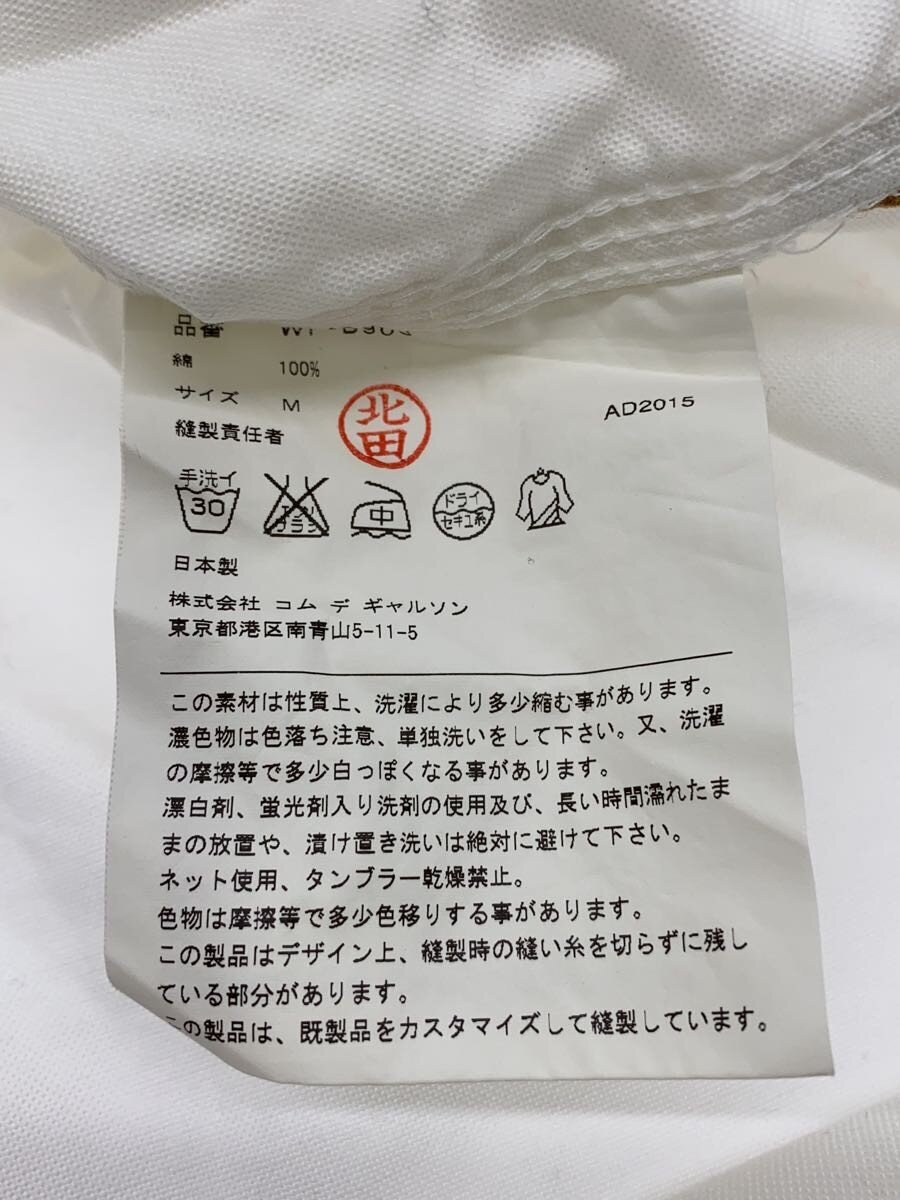 品番
綿 100%
サイズ M
AD2015
縫製責任者
北田
手洗イ
30
中
ドライ
セキユ系
日本製
株式会社 コム デ ギャルソン
東京都港区南青山5-11-5
この素材は性質上、洗濯により多少縮む事があります。
濃色物は色落ち注意、単独洗いをして下さい。又、洗濯
の摩擦等で多少白っぽくなる事があります。
漂白剤、蛍光剤入り洗剤の使用及び、長い時間濡れたま
まの放置や、漬け置き洗いは絶対に避けて下さい。
ネット使用、タンブラー乾燥禁止。
色物は摩擦等で多少色移りする事があります。
この製品はデザイン上、縫製時の縫い糸を切らずに残し
ている部分があります。
この製品は、既製品をカスタマイズして縫製しています。